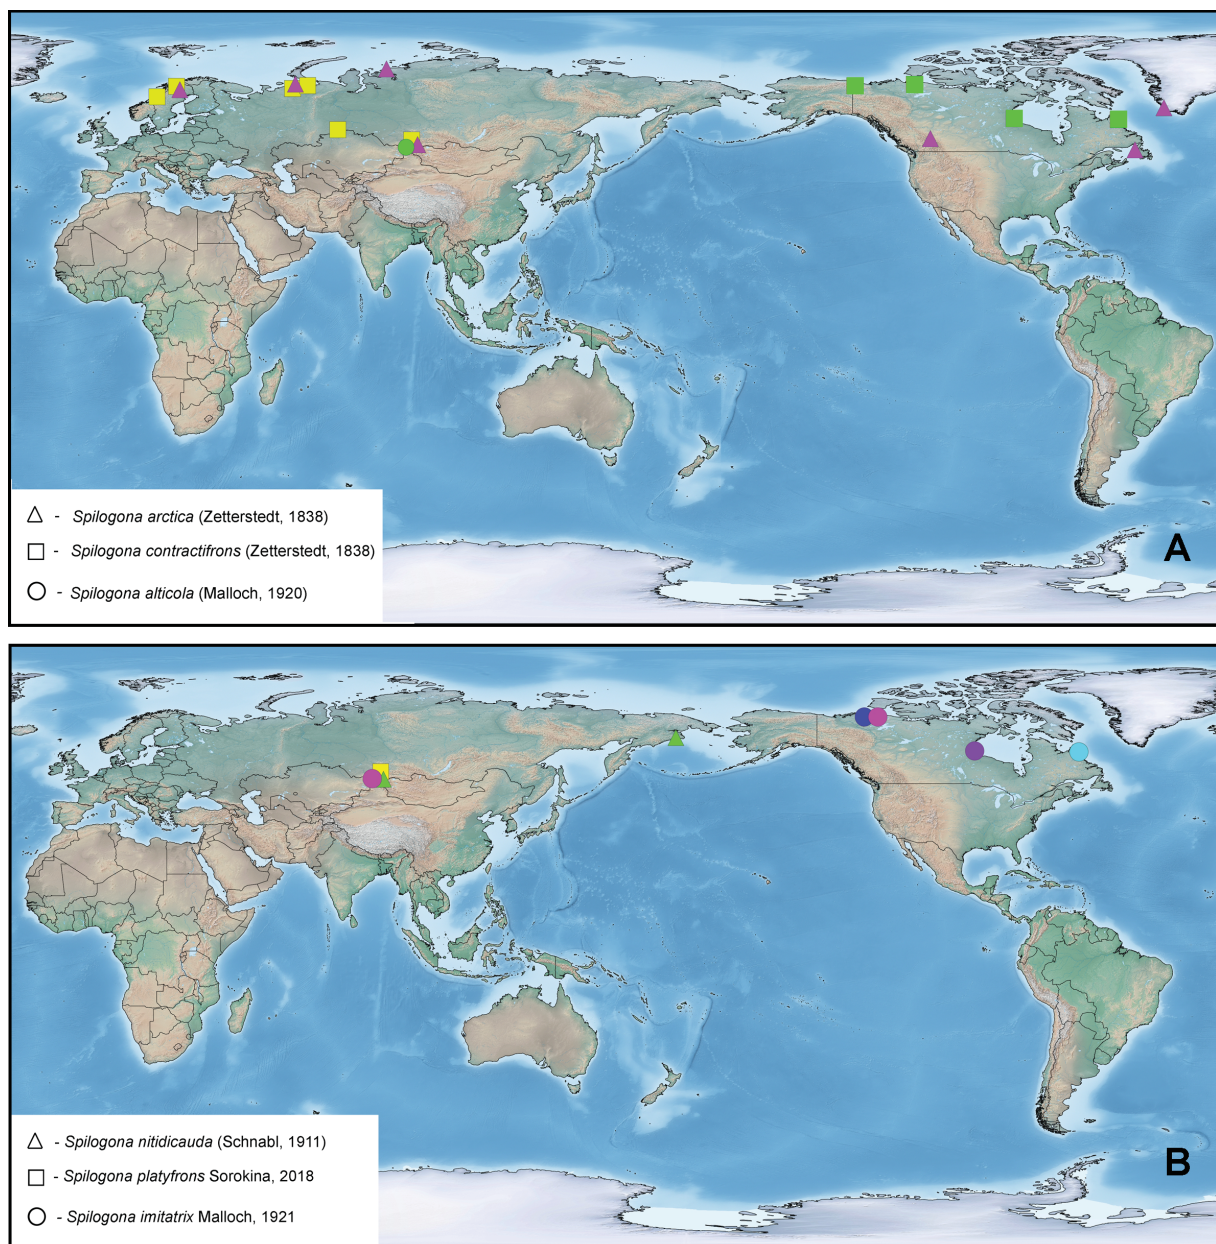 - Spilogona arctica (Zetterstedt, 1838)
- Spilogona contractifrons (Zetterstedt, 1838)
- Spilogona alticola (Malloch, 1920)
A
- Spilogona nitidicauda (Schnabl, 1911)
- Spilogona platyfrons Sorokina, 2018
- Spilogona imitatrix Malloch, 1921
B